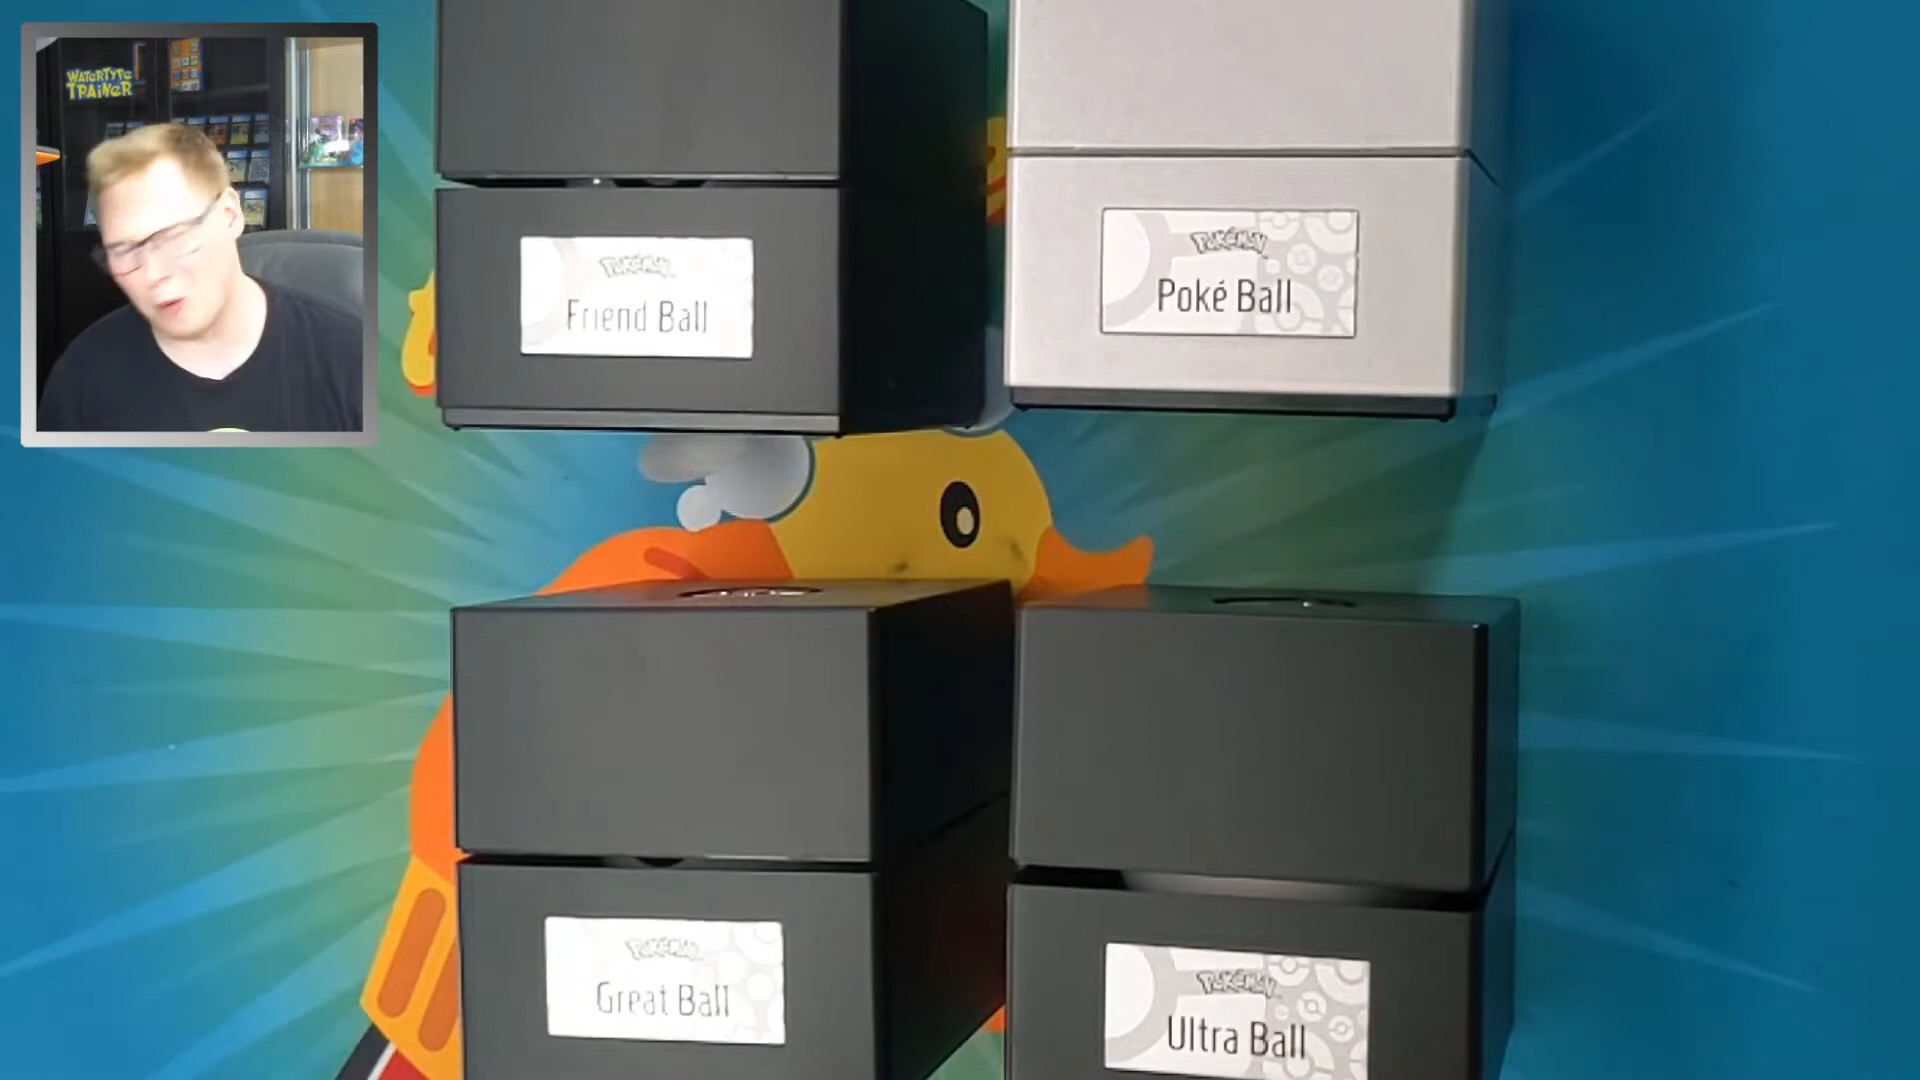 WATERTYPE
TRAINER
POKéMON
Friend Ball
POKéMON
Poké Ball
POKéMON
Great Ball
POKéMON
Ultra Ball